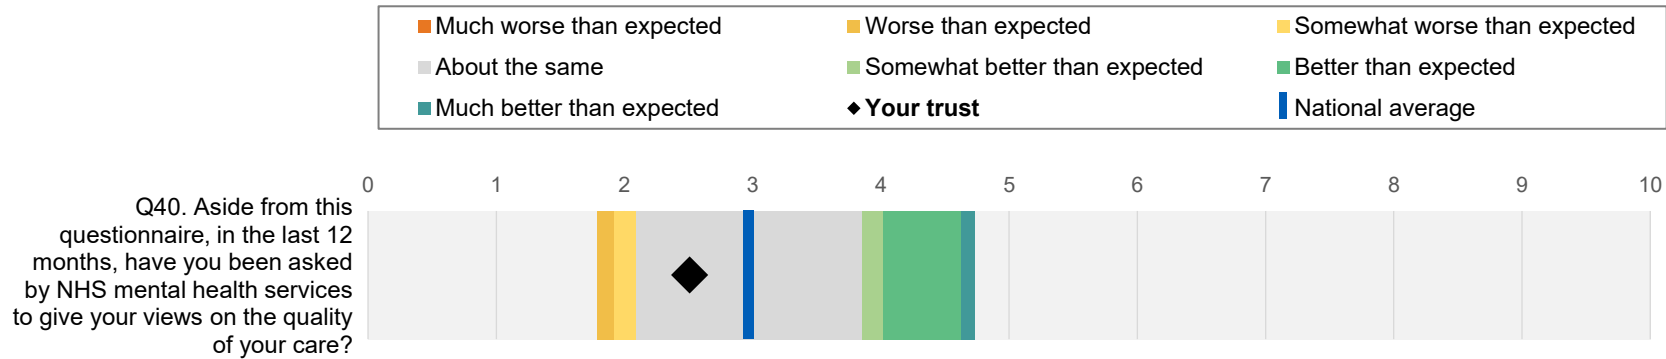 Much worse than expected Worse than expected Somewhat worse than expected
About the same Somewhat better than expected Better than expected
Much better than expected Your trust National average
0 1 2 3 4 5 6 7 8 9 10
Q40. Aside from this
questionnaire, in the last 12
months, have you been asked
by NHS mental health services
to give your views on the quality
of your care?